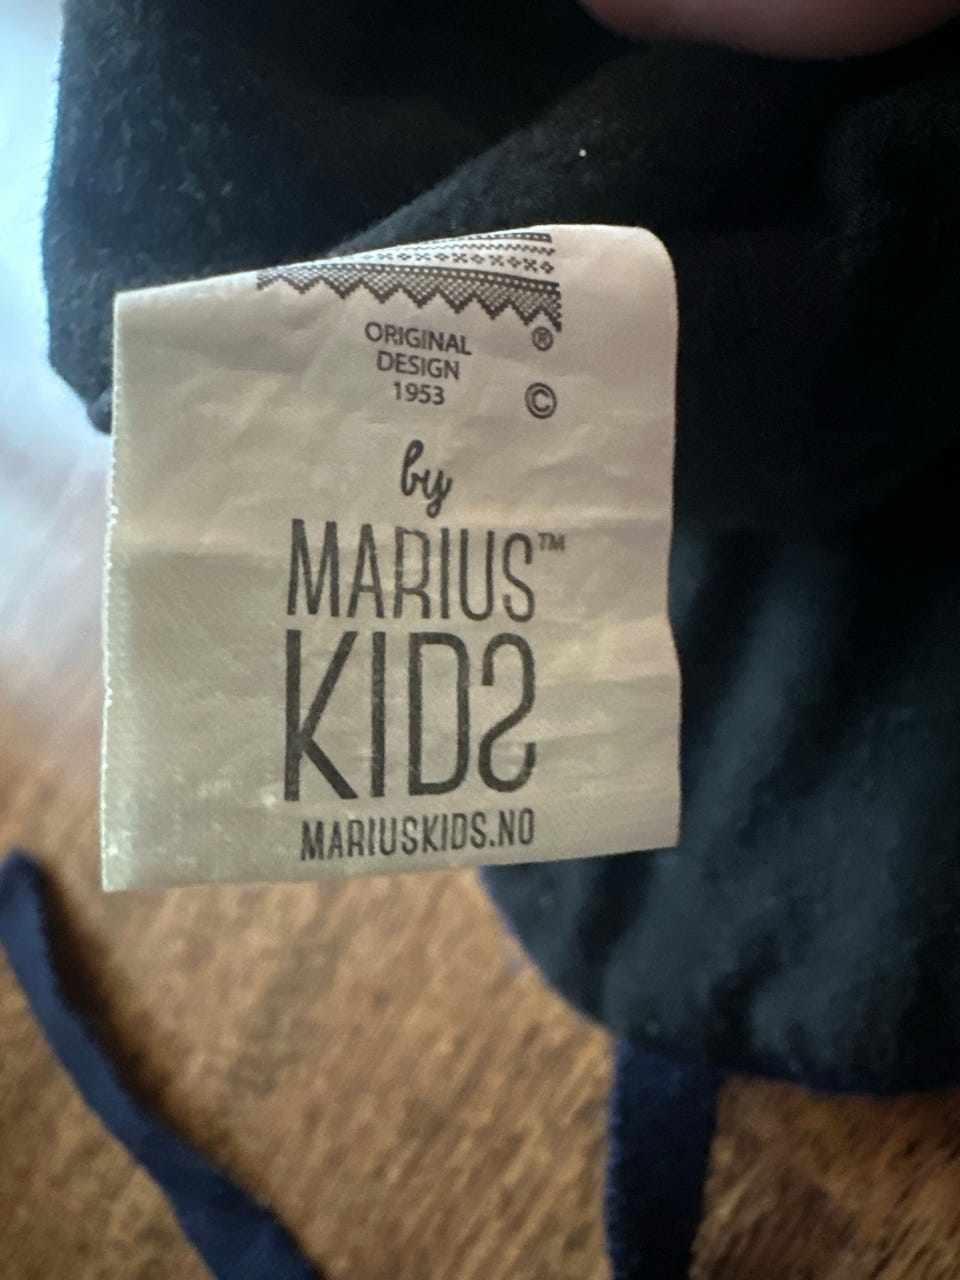 ORIGINAL
DESIGN
1953
®
©
by
MARIUS™
KIDS
MARIUSKIDS.NO